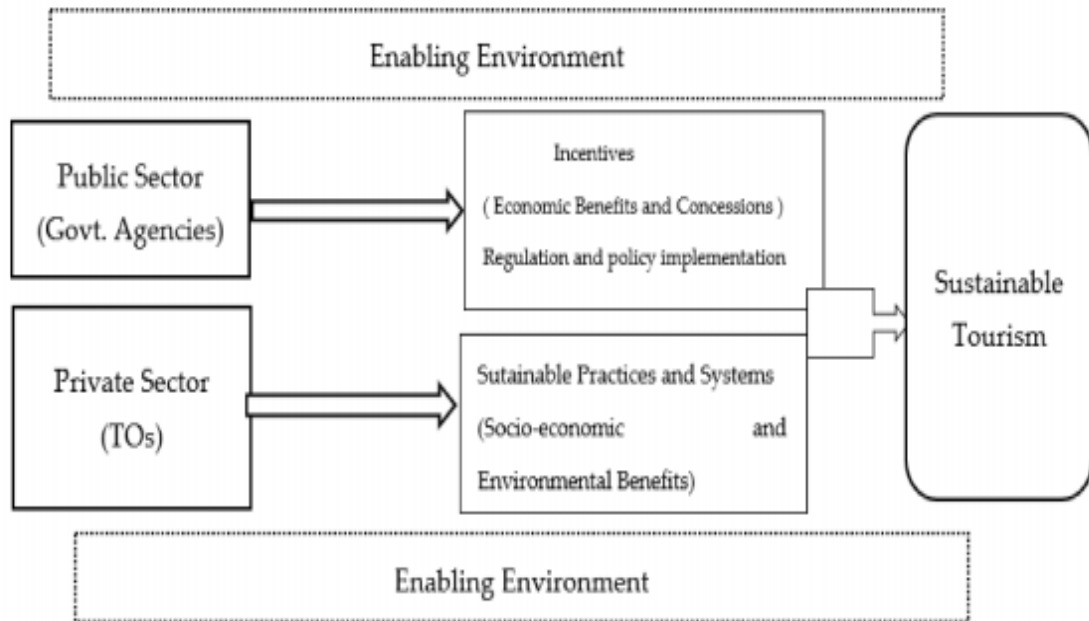 Enabling Environment
Public Sector
(Govt. Agencies)
Incentives
( Economic Benefits and Concessions )
Regulation and policy implementation
Private Sector
(TOs)
Sutainable Practices and Systems
(Socio-economic and
Environmental Benefits)
Sustainable
Tourism
Enabling Environment